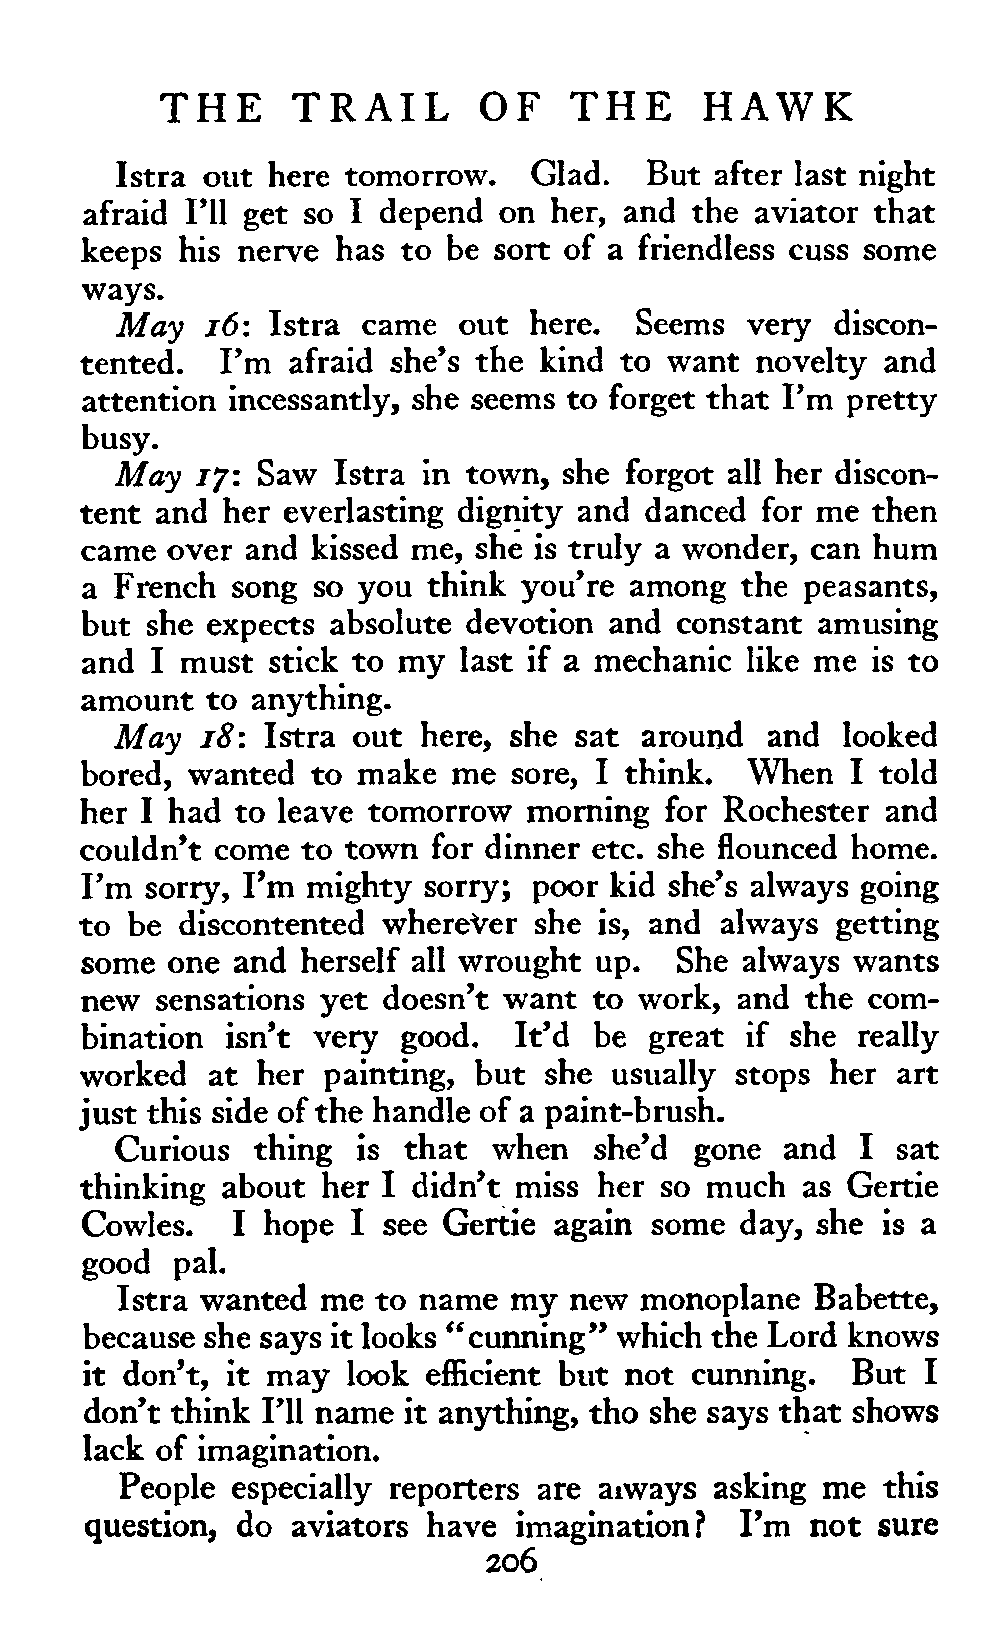 THE TRAIL OF THE HAWK
Istra out here tomorrow. Glad. But after last night
afraid I'll get so I depend on her, and the aviator that
keeps his nerve has to be sort of a friendless cuss some
ways.
May 16: Istra came out here. Seems very discon-
tented. I'm afraid she's the kind to want novelty and
attention incessantly, she seems to forget that I'm pretty
busy.
May 17: Saw Istra in town, she forgot all her discon-
tent and her everlasting dignity and danced for me then
came over and kissed me, she is truly a wonder, can hum
a French song so you think you're among the peasants,
but she expects absolute devotion and constant amusing
and I must stick to my last if a mechanic like me is to
amount to anything.
May 18: Istra out here, she sat around and looked
bored, wanted to make me sore, I think. When I told
her I had to leave tomorrow morning for Rochester and
couldn't come to town for dinner etc. she flounced home.
I'm sorry, I'm mighty sorry; poor kid she's always going
to be discontented wherever she is, and always getting
some one and herself all wrought up. She always wants
new sensations yet doesn't want to work, and the com-
bination isn't very good. It'd be great if she really
worked at her painting, but she usually stops her art
just this side of the handle of a paint-brush.
Curious thing is that when she'd gone and I sat
thinking about her I didn't miss her so much as Gertie
Cowles. I hope I see Gertie again some day, she is a
good pal.
Istra wanted me to name my new monoplane Babette,
because she says it looks "cunning" which the Lord knows
it don't, it may look efficient but not cunning. But I
don't think I'll name it anything, tho she says that shows
lack of imagination.
People especially reporters are always asking me this
question, do aviators have imagination? I'm not sure
206